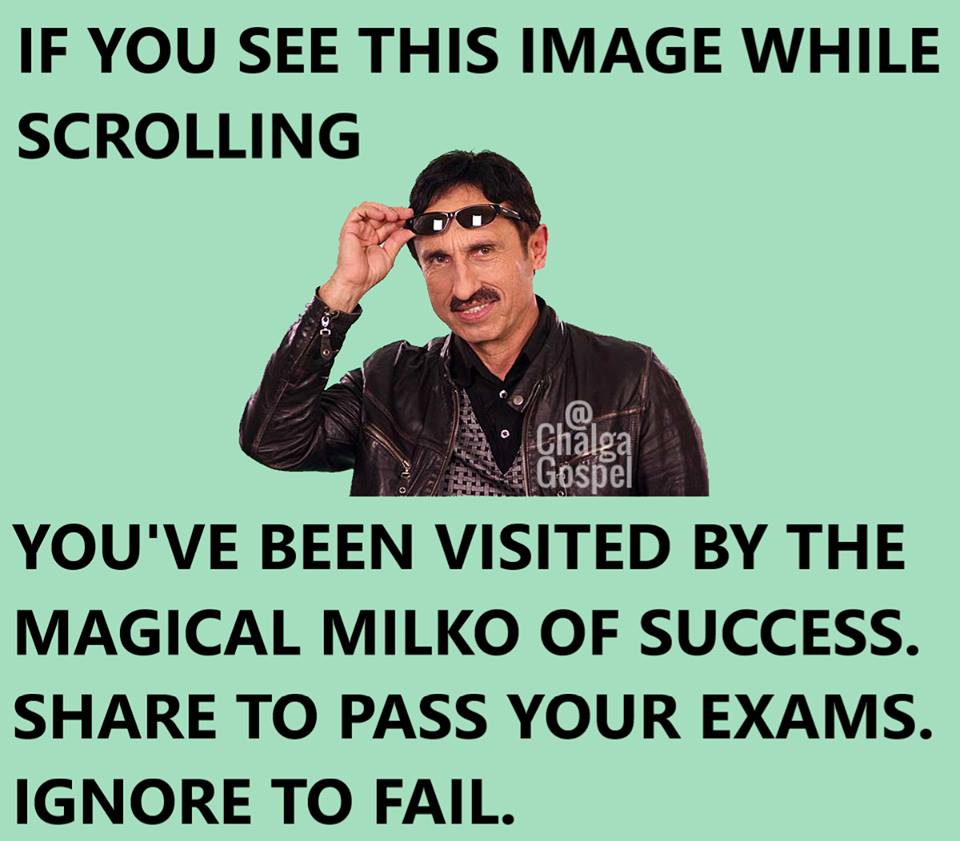 IF YOU SEE THIS IMAGE WHILE
SCROLLING
@
Chalga
Gospel
YOU'VE BEEN VISITED BY THE
MAGICAL MILKO OF SUCCESS.
SHARE TO PASS YOUR EXAMS.
IGNORE TO FAIL.